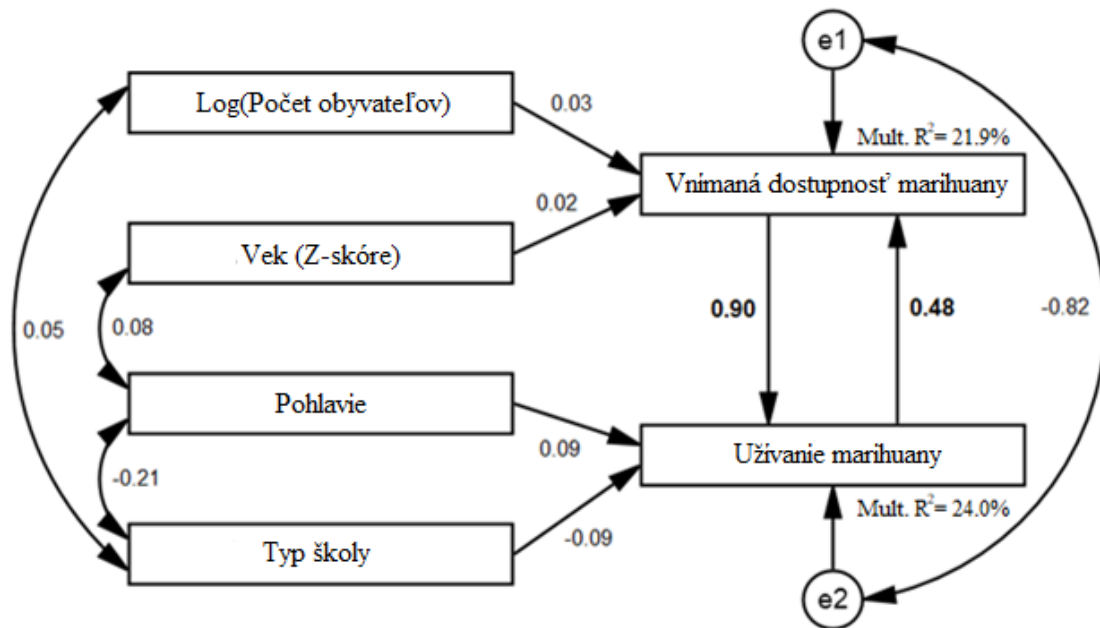 e1
Log(Počet obyvateľov)
0.03
Mult. R²= 21.9%
Vnímaná dostupnosť marihuany
0.02
Vek (Z-skóre)
0.05
0.08
0.90
0.48
-0.82
Pohlavie
0.09
Užívanie marihuany
-0.21
Mult. R²= 24.0%
Typ školy
-0.09
e2